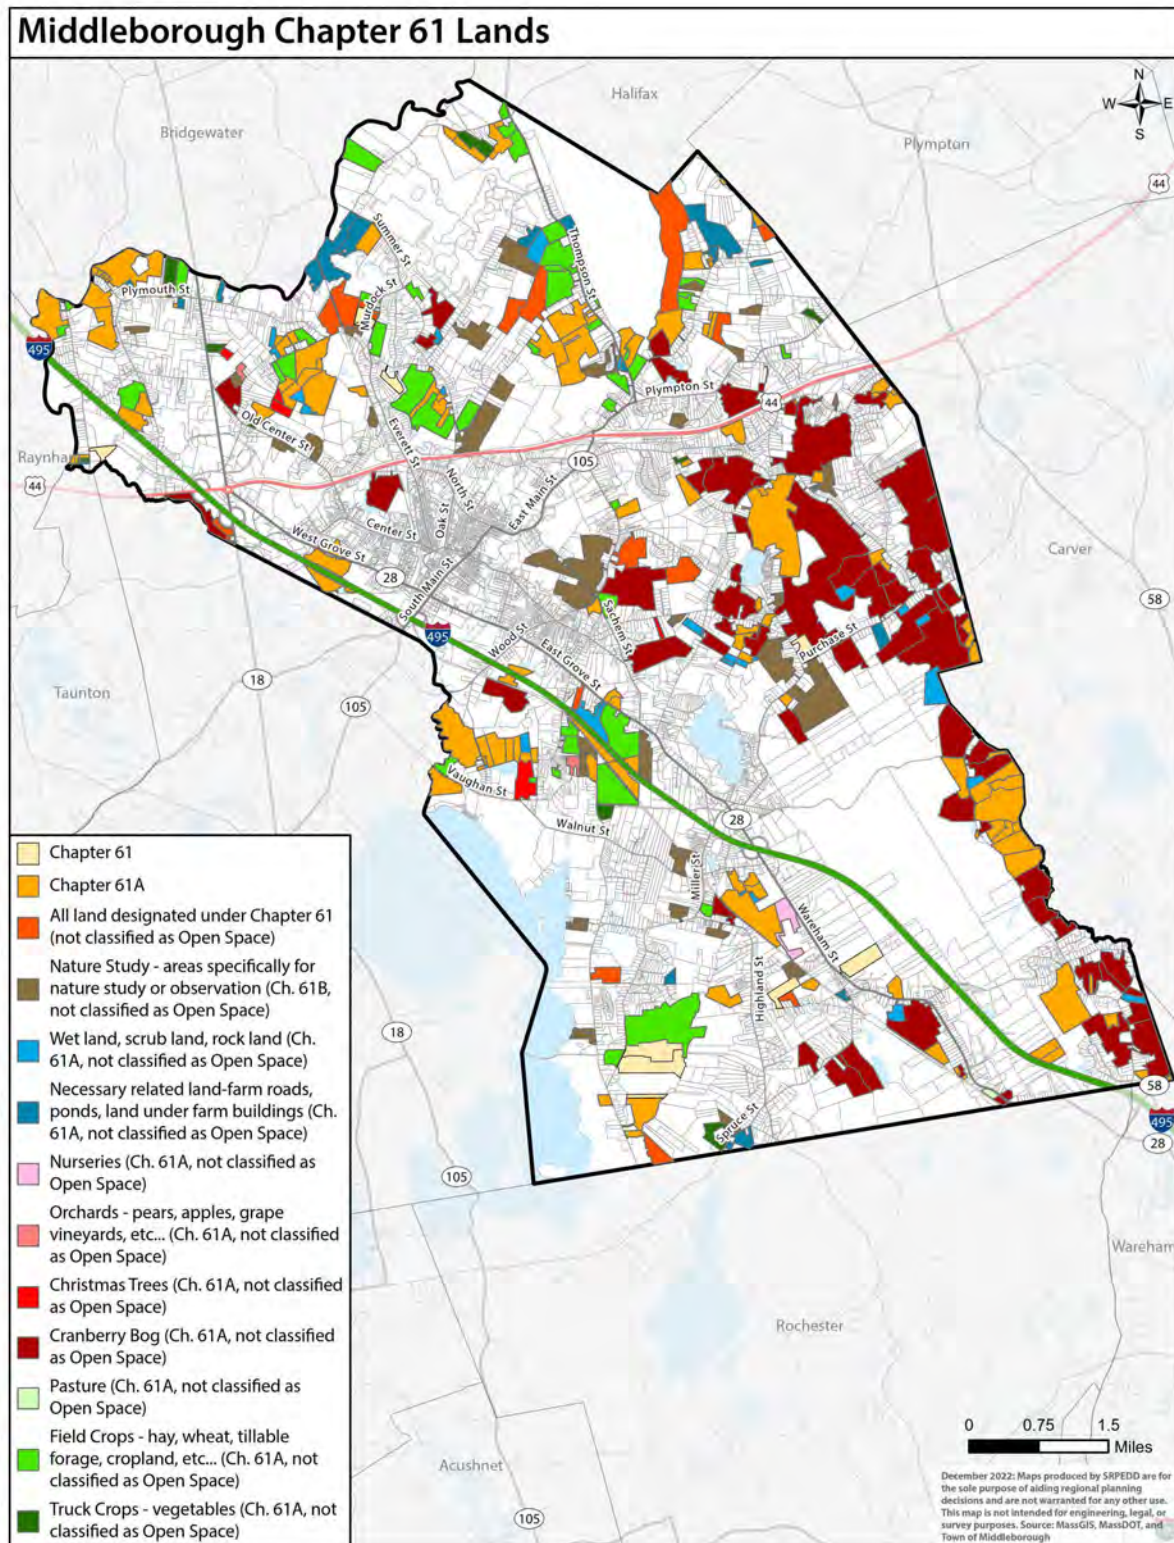 Middleborough Chapter 61 Lands
Halifax
Bridgewater
Plympton
N
W E
S
44
Summer St
Thompson St
Plymouth St
Murdock St
495
Plympton St
44
Old Center St
Everett St
Raynham
44
105
North St
East Main St
Oak St
Center St
West Grove St
28
South Main St
Carver
58
495
Sachem St
Wood St
East Grove St
Purchase St
18
Taunton
105
Vaughan St
28
Walnut St
Miller St
Wareham St
Highland St
18
58
495
28
Spruce St
105
Wareham
Rochester
Acushnet
105
Chapter 61
Chapter 61A
All land designated under Chapter 61
(not classified as Open Space)
Nature Study - areas specifically for
nature study or observation (Ch. 61B,
not classified as Open Space)
Wet land, scrub land, rock land (Ch.
61A, not classified as Open Space)
Necessary related land-farm roads,
ponds, land under farm buildings (Ch.
61A, not classified as Open Space)
Nurseries (Ch. 61A, not classified as
Open Space)
Orchards - pears, apples, grape
vineyards, etc... (Ch. 61A, not classified
as Open Space)
Christmas Trees (Ch. 61A, not classified
as Open Space)
Cranberry Bog (Ch. 61A, not classified
as Open Space)
Pasture (Ch. 61A, not classified as
Open Space)
Field Crops - hay, wheat, tillable
forage, cropland, etc... (Ch. 61A, not
classified as Open Space)
Truck Crops - vegetables (Ch. 61A, not
classified as Open Space)
0 0.75 1.5
Miles
December 2022: Maps produced by SRPEDD are for
the sole purpose of aiding regional planning
decisions and are not warranted for any other use.
This map is not intended for engineering, legal, or
survey purposes. Source: MassGIS, MassDOT, and
Town of Middleborough